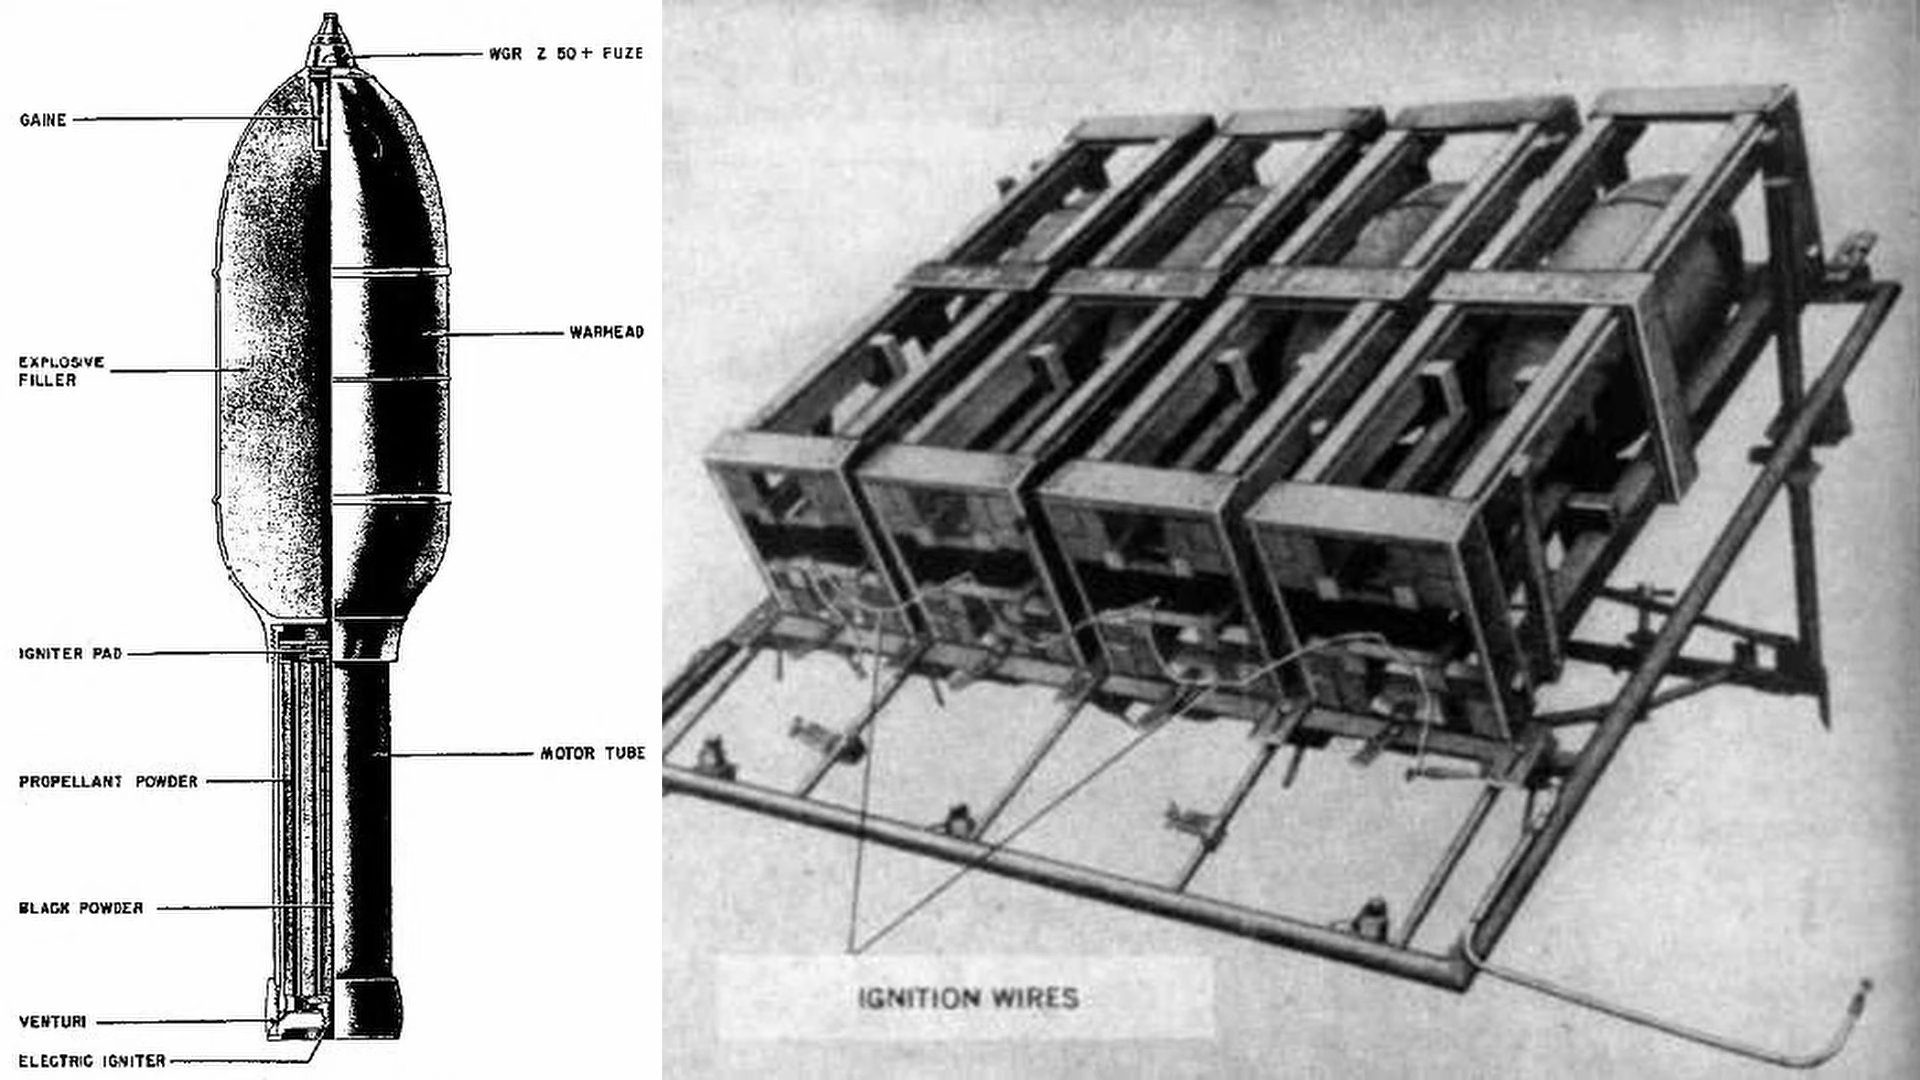 WGR Z 50+ FUZE
GAINE
WARHEAD
EXPLOSIVE
FILLER
IGNITER PAD
MOTOR TUBE
PROPELLANT POWDER
BLACK POWDER
VENTURI
ELECTRIC IGNITER
IGNITION WIRES